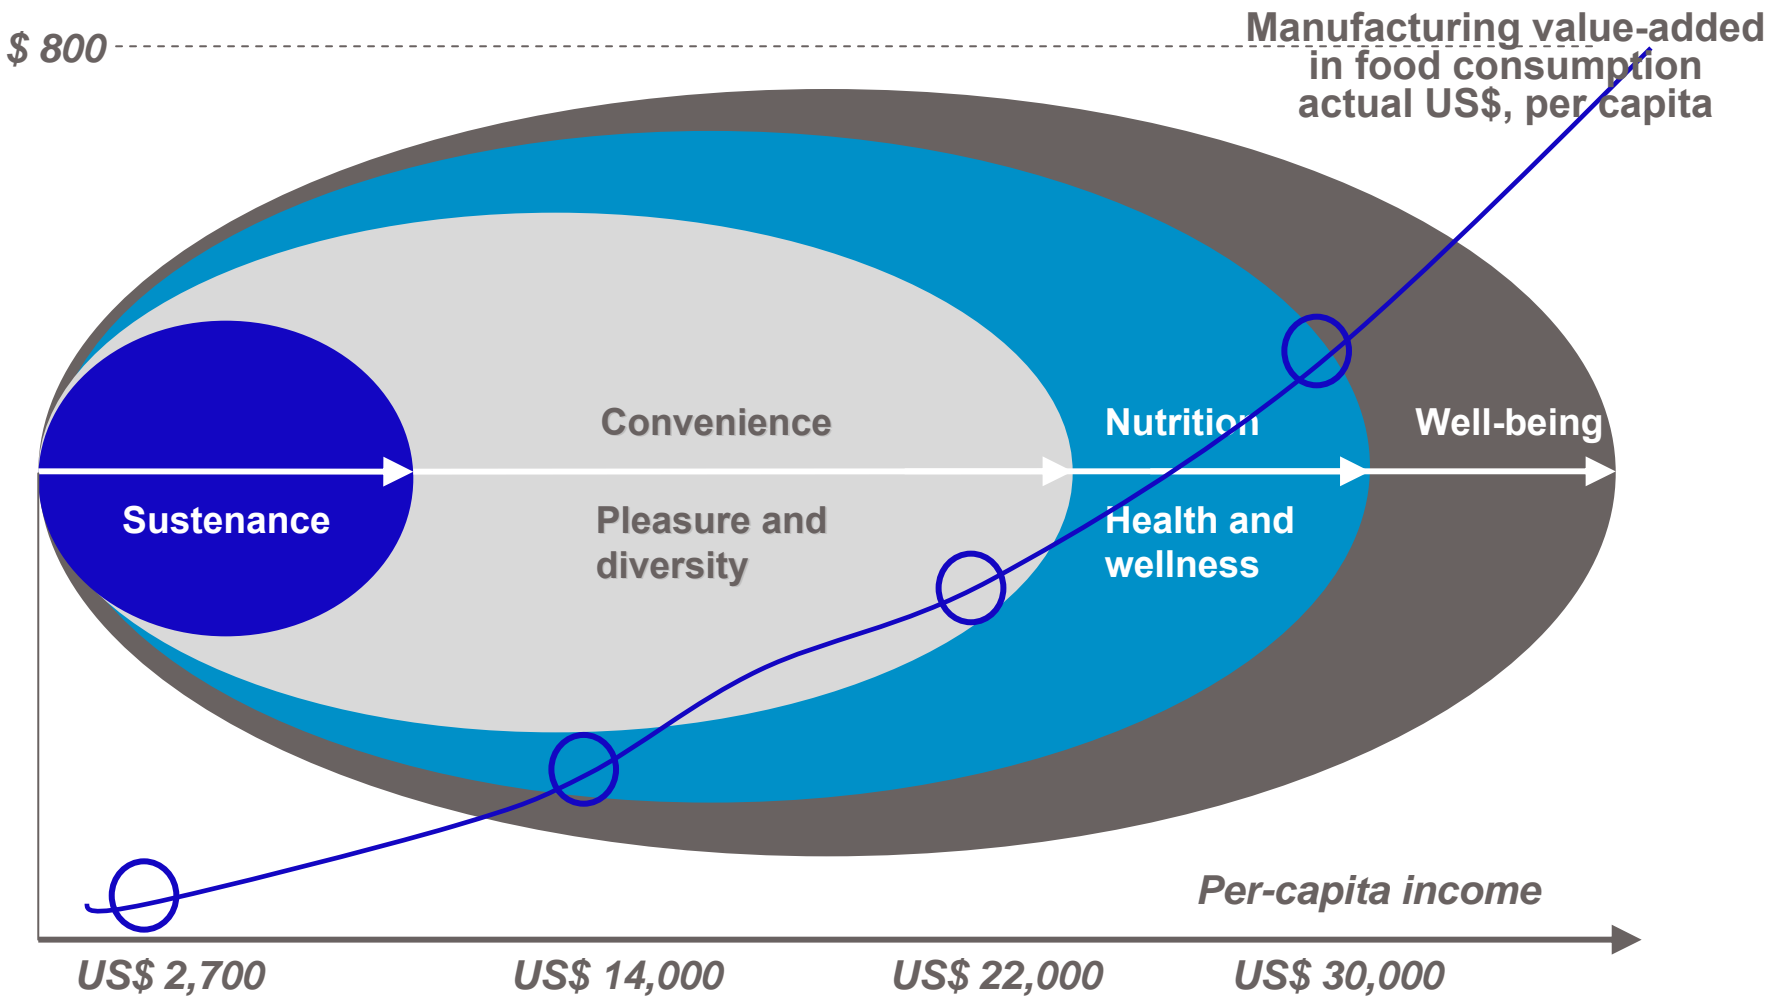 $ 800
Manufacturing value-added
in food consumption
actual US$, per capita
Convenience
Nutrition
Well-being
Sustenance
Pleasure and
diversity
Health and
wellness
Per-capita income
US$ 2,700
US$ 14,000
US$ 22,000
US$ 30,000